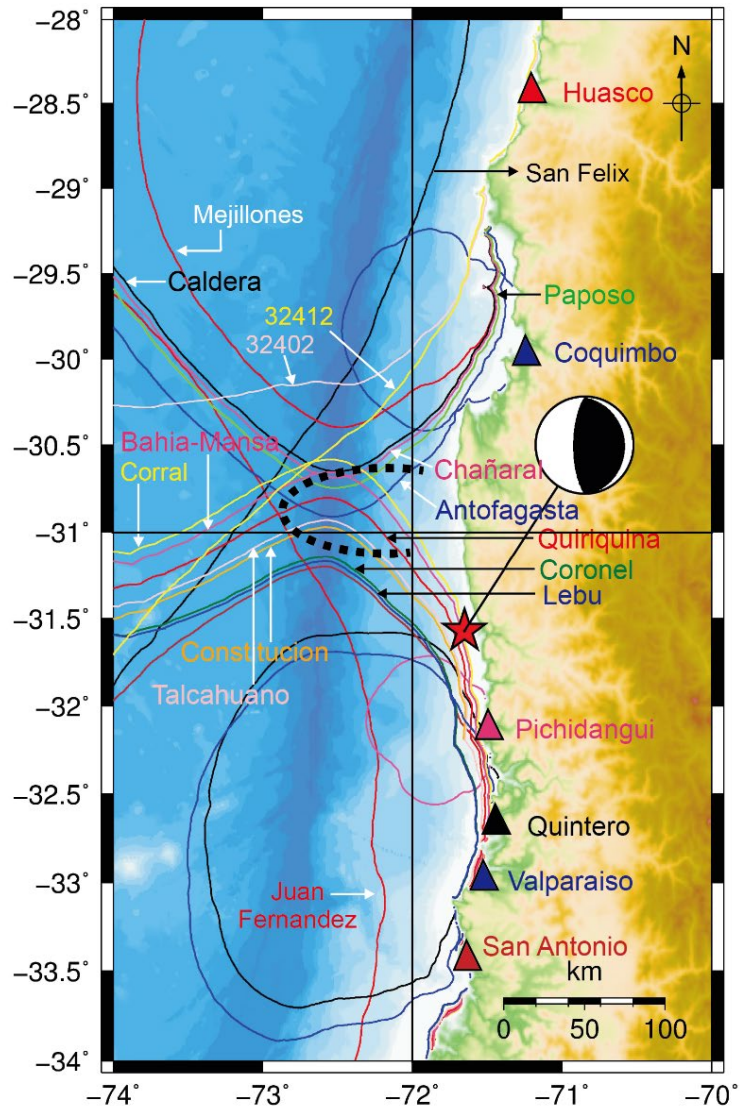 -28°
N
Huasco
-28.5°
San Felix
-29°
Mejillones
Caldera
-29.5°
Paposo
32412
32402
Coquimbo
-30°
-30.5°
Bahia-Mansa
Chañaral
Corral
Antofagasta
-31°
Quiriquina
Coronel
Lebu
-31.5°
Constitucion
Talcahuano
-32°
Pichidangui
-32.5°
Quintero
Valparaiso
-33°
Juan
Fernandez
San Antonio
km
-33.5°
0 50 100
-34°
-74° -73° -72° -71° -70°